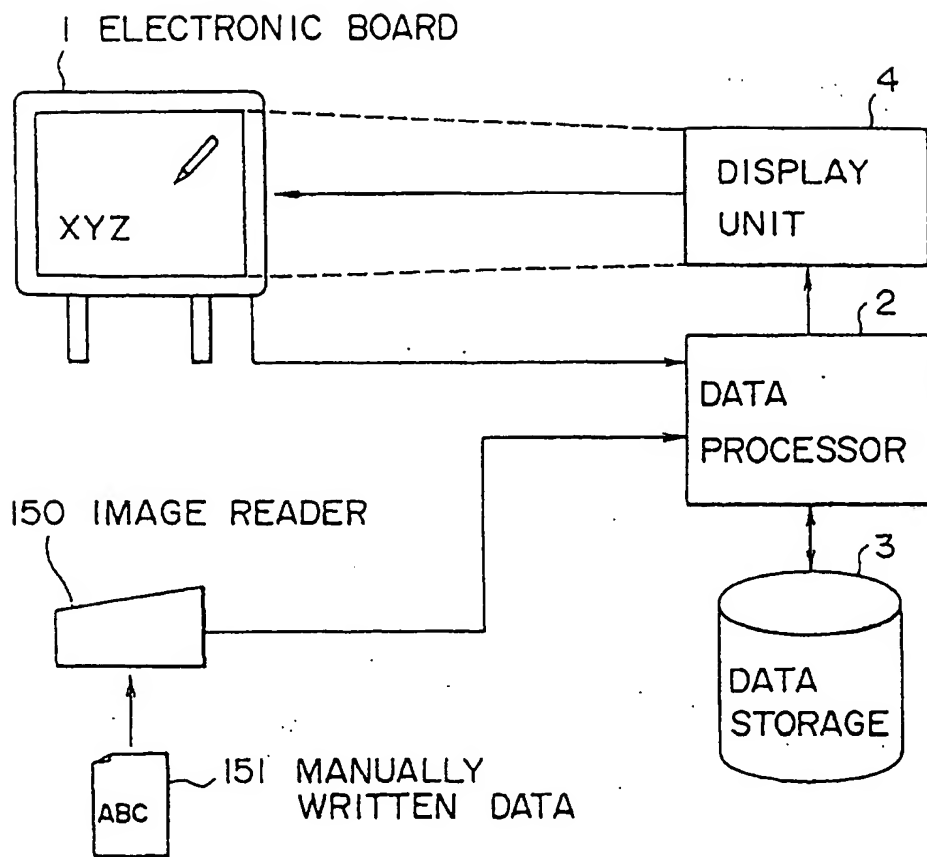 1 ELECTRONIC BOARD
4
DISPLAY
UNIT
XYZ
2
DATA
PROCESSOR
150 IMAGE READER
3
DATA
STORAGE
151 MANUALLY
WRITTEN DATA
ABC